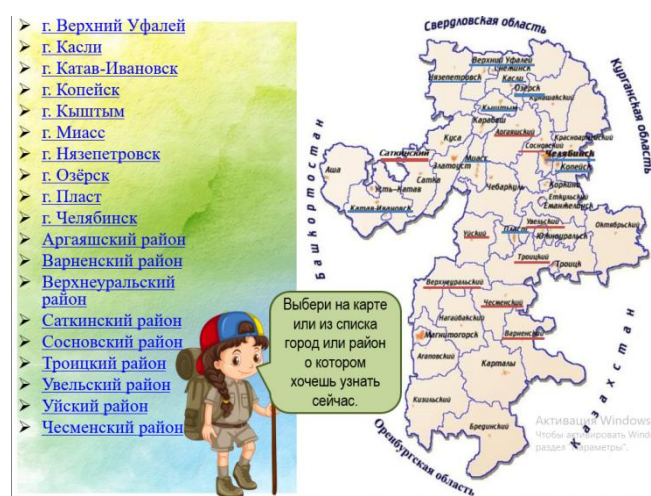 г. Верхний Уфалей
г. Касли
г. Катав-Ивановск
г. Копейск
г. Кыштым
г. Миасс
г. Нязепетровск
г. Озёрск
г. Пласт
г. Челябинск
Аргаяшский район
Варненский район
Верхнеуральский
район
Саткинский район
Сосновский район
Троицкий район
Увельский район
Уйский район
Чесменский район
Выбери на карте
или из списка
город или район
о котором
хочешь узнать
сейчас.
Свердловская область
Курганская область
Башкортостан
Казахстан
Оренбургская область
Верхний Уфалей
Снежинск
Нязепетровск
Касли
Озёрск
Кунашакский
Кыштым
Карабаш
Аргаяшский
Красноармейский
Сосновский
Куса
Челябинск
Саткинский
Миасс
Копейск
Златоуст
Аша
Сатка
Чебаркуль
Коркино
Усть-Катав
Еткульский
Еманжелинск
Катав-Ивановск
Увельский
Октябрьский
Уйский
Пласт
Южноуральск
Троицкий
Троицк
Верхнеуральский
Чесменский
Нагайбакский
Магнитогорск
Варненский
Агаповский
Карталы
Кизильский
Брединский
Активация Windows
Чтобы активировать Wind
раздел "Параметры".